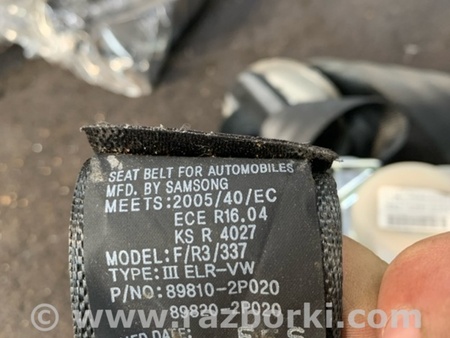 SEAT BELT FOR AUTOMOBILES
MFD. BY SAMSONG
MEETS:2005/40/EC
ECE R16.04
KS R 4027
MODEL:F/R3/337
TYPE:III ELR-VW
P/NO:89810-2P020
89820-2P020
www.razborki.com